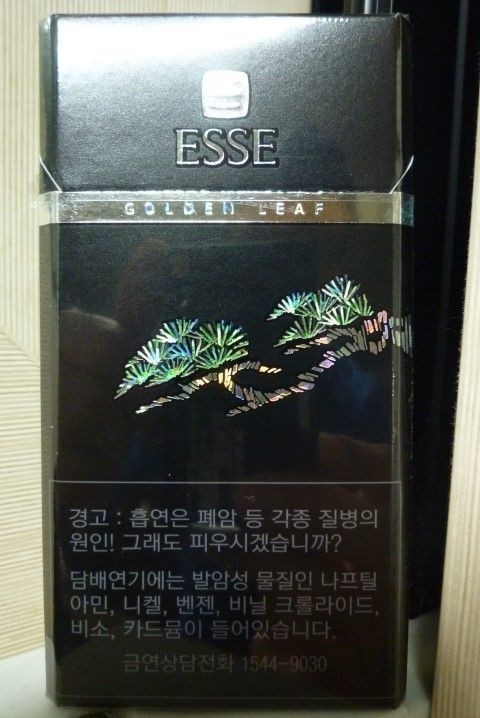 ESSE
GOLDEN LEAF
경고 : 흡연은 폐암 등 각종 질병의
원인! 그래도 피우시겠습니까?
담배연기에는 발암성 물질인 나프틸
아민, 니켈, 벤젠, 비닐 크롤라이드,
비소, 카드뮴이 들어있습니다.
금연상담전화 1544-9030